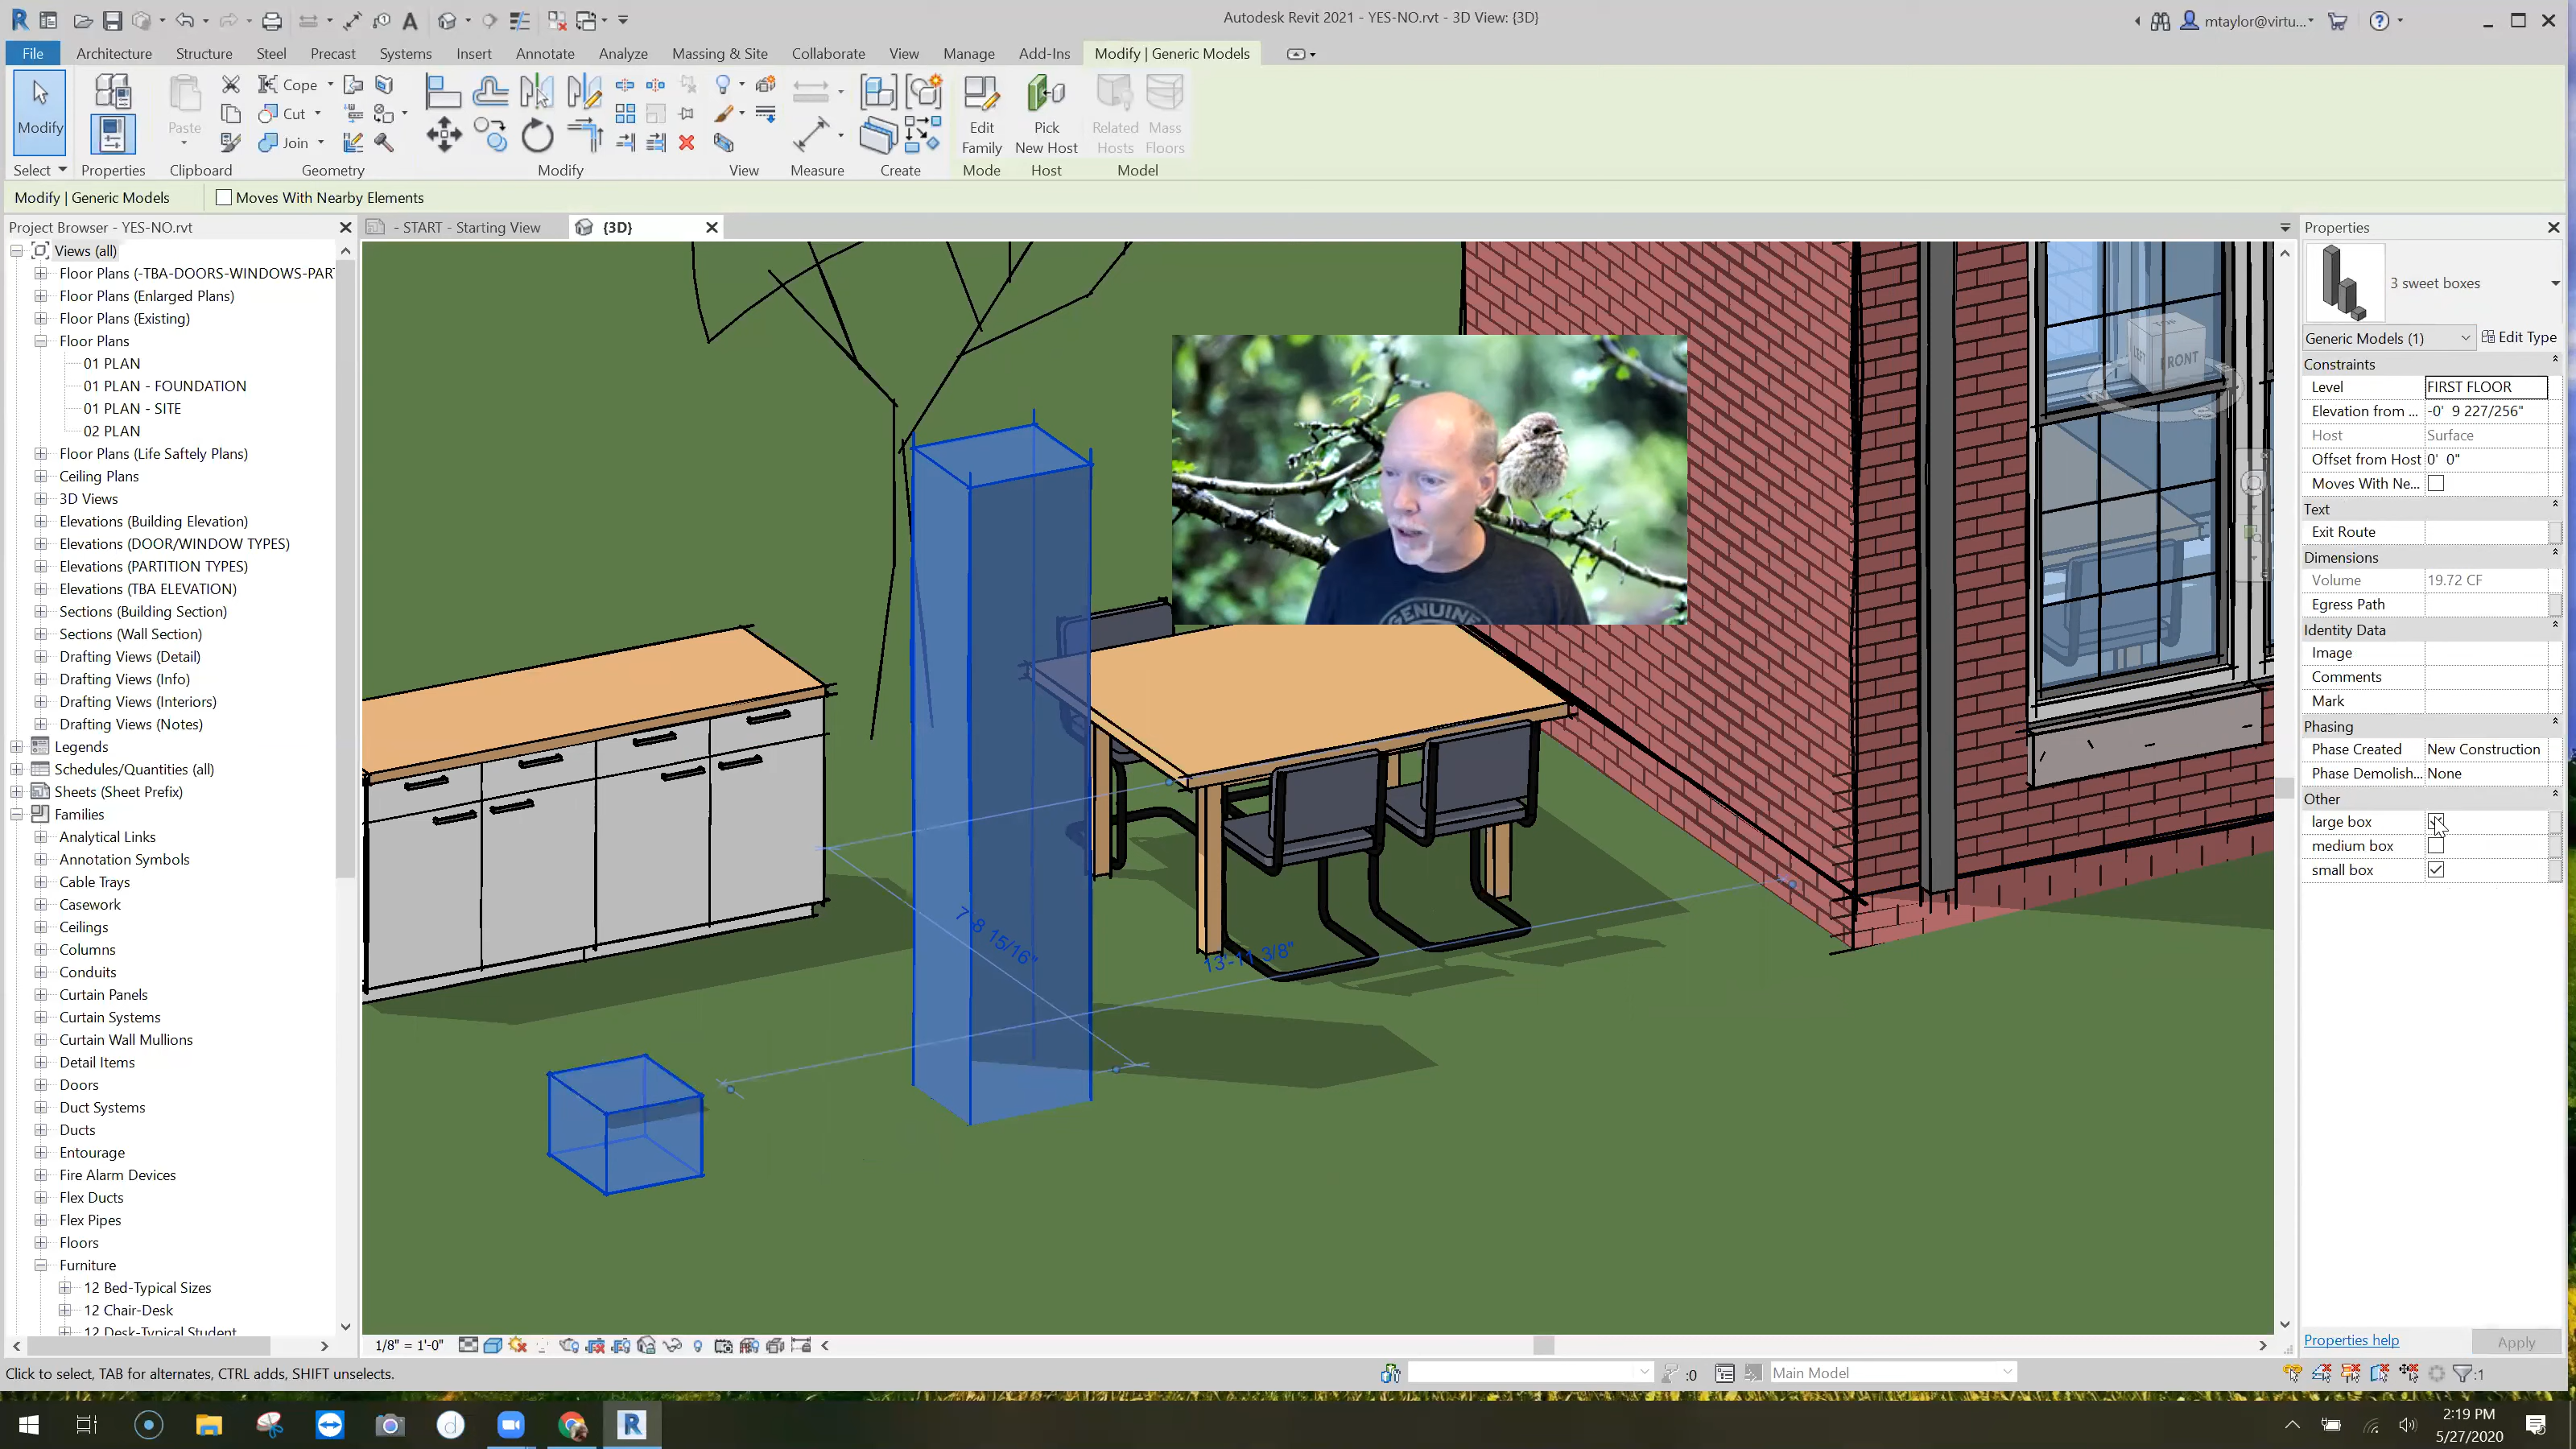 Autodesk Revit 2021 - YES-NO.rvt - 3D View: {3D}
mtaylor@virtu...
File Architecture Structure Steel Precast Systems Insert Annotate Analyze Massing & Site Collaborate View Manage Add-Ins Modify | Generic Models
Cope
Cut
Join
Modify
Paste
Edit Family
Pick New Host
Related Hosts
Mass Floors
Select Properties Clipboard Geometry Modify View Measure Create Mode Host Model
Modify | Generic Models Moves With Nearby Elements
Project Browser - YES-NO.rvt
- START - Starting View
{3D}
Views (all)
Floor Plans (-TBA-DOORS-WINDOWS-PAR
Floor Plans (Enlarged Plans)
Floor Plans (Existing)
Floor Plans
01 PLAN
01 PLAN - FOUNDATION
01 PLAN - SITE
02 PLAN
Floor Plans (Life Saftely Plans)
Ceiling Plans
3D Views
Elevations (Building Elevation)
Elevations (DOOR/WINDOW TYPES)
Elevations (PARTITION TYPES)
Elevations (TBA ELEVATION)
Sections (Building Section)
Sections (Wall Section)
Drafting Views (Detail)
Drafting Views (Info)
Drafting Views (Interiors)
Drafting Views (Notes)
Legends
Schedules/Quantities (all)
Sheets (Sheet Prefix)
Families
Analytical Links
Annotation Symbols
Cable Trays
Casework
Ceilings
Columns
Conduits
Curtain Panels
Curtain Systems
Curtain Wall Mullions
Detail Items
Doors
Duct Systems
Ducts
Entourage
Fire Alarm Devices
Flex Ducts
Flex Pipes
Floors
Furniture
12 Bed-Typical Sizes
12 Chair-Desk
12 Desk-Typical Student
GENUINE
TOP
LEFT
FRONT
13'-11 3/8"
Properties
3 sweet boxes
Generic Models (1) Edit Type
Constraints
Level FIRST FLOOR
Elevation from ... -0' 9 227/256"
Host Surface
Offset from Host 0' 0"
Moves With Ne...
Text
Exit Route
Dimensions
Volume 19.72 CF
Egress Path
Identity Data
Image
Comments
Mark
Phasing
Phase Created New Construction
Phase Demolish... None
Other
large box
medium box
small box
Properties help Apply
1/8" = 1'-0"
Click to select, TAB for alternates, CTRL adds, SHIFT unselects.
:0
Main Model
:1
2:19 PM
5/27/2020